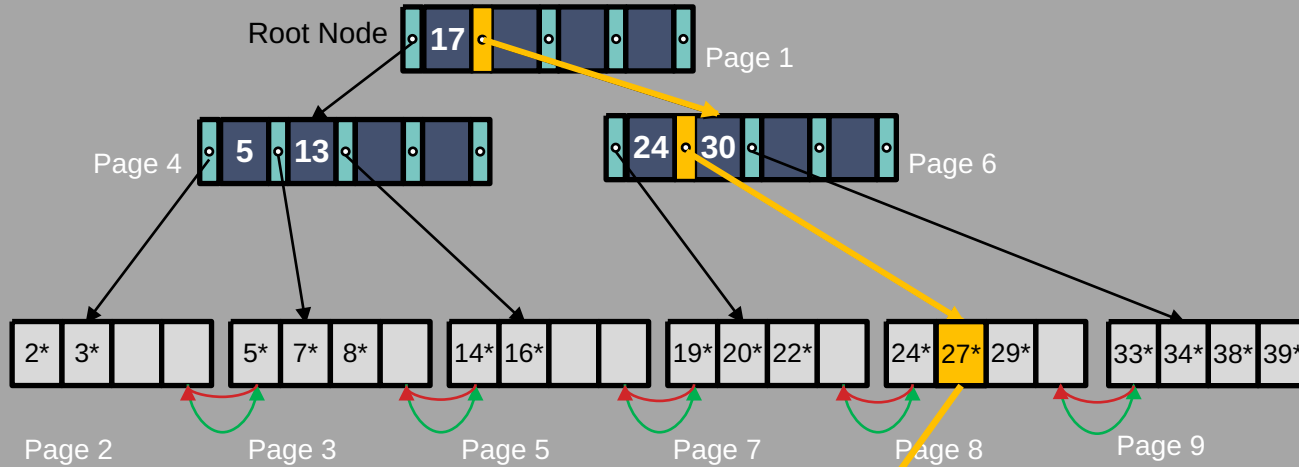 Root Node
17
Page 1
Page 4
5 13
24 30
Page 6
2* 3*
5* 7* 8*
14* 16*
19* 20* 22*
24* 27* 29*
33* 34* 38* 39*
Page 2
Page 3
Page 5
Page 7
Page 8
Page 9